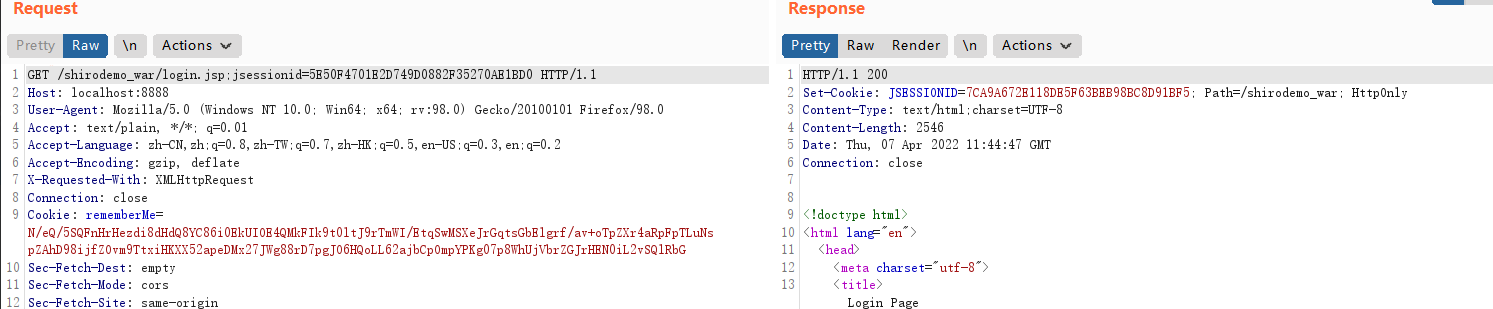 Request
Pretty Raw \n Actions
1 GET /shirodemo_war/login.jsp;jsessionid=5E50F4701E2D749D0882F35270AE1BD0 HTTP/1.1
2 Host: localhost:8888
3 User-Agent: Mozilla/5.0 (Windows NT 10.0; Win64; x64; rv:98.0) Gecko/20100101 Firefox/98.0
4 Accept: text/plain, */*; q=0.01
5 Accept-Language: zh-CN,zh;q=0.8,zh-TW;q=0.7,zh-HK;q=0.5,en-US;q=0.3,en;q=0.2
6 Accept-Encoding: gzip, deflate
7 X-Requested-With: XMLHttpRequest
8 Connection: close
9 Cookie: rememberMe=
N/eQ/5SQFnHrHezdi8dHdQ8YC86i0EkUI0E4QMkFIk9t0ltJ9rTmWI/EtqSwMSXeJrGqtsGbElgrf/av+oTpZXr4aRpFpTLuNs
pZAhD98ijfZ0vm9TtxiHKXX52apeDMx27JWg88rD7pgJ06HQoLL62ajbCp0mpYPKg07p8WhUjVbrZGJrHEN0iL2vSQlRbG
10 Sec-Fetch-Dest: empty
11 Sec-Fetch-Mode: cors
12 Sec-Fetch-Site: same-origin
Response
Pretty Raw Render \n Actions
1 HTTP/1.1 200
2 Set-Cookie: JSESSIONID=7CA9A672E118DE5F63BEB98BC8D91BF5; Path=/shirodemo_war; HttpOnly
3 Content-Type: text/html;charset=UTF-8
4 Content-Length: 2546
5 Date: Thu, 07 Apr 2022 11:44:47 GMT
6 Connection: close
7
8
9 <!doctype html>
10 <html lang="en">
11 <head>
12 <meta charset="utf-8">
13 <title>
Login Page